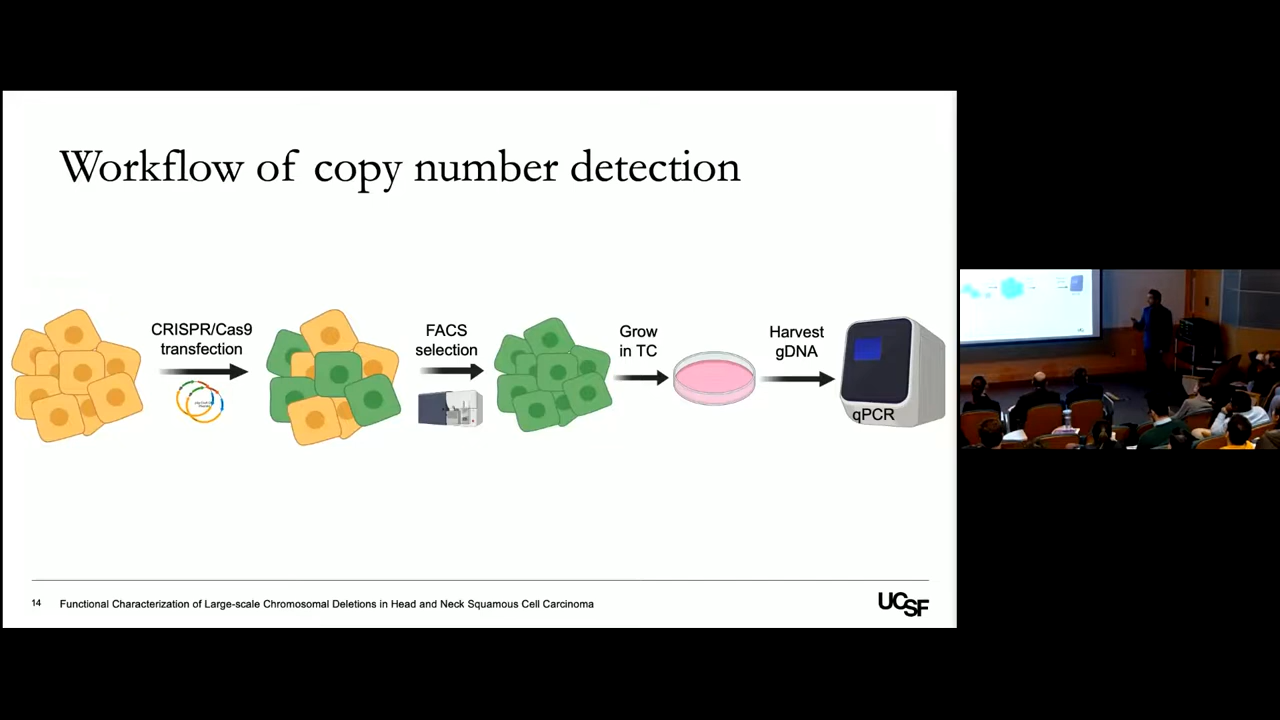 Workflow of copy number detection
CRISPR/Cas9
transfection
FACS
selection
Grow
in TC
Harvest
gDNA
qPCR
14
Functional Characterization of Large-scale Chromosomal Deletions in Head and Neck Squamous Cell Carcinoma
UCSF